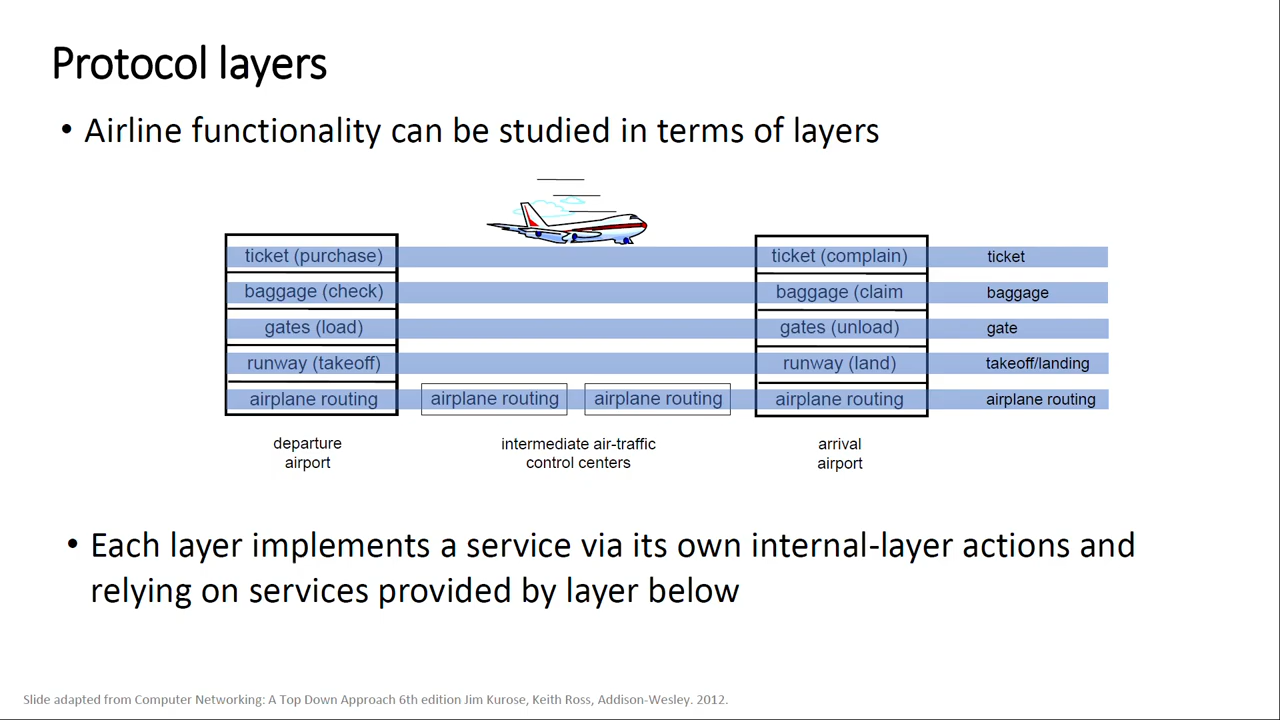 Protocol layers
• Airline functionality can be studied in terms of layers
ticket (purchase) ticket (complain) ticket
baggage (check) baggage (claim baggage
gates (load) gates (unload) gate
runway (takeoff) runway (land) takeoff/landing
airplane routing airplane routing airplane routing airplane routing airplane routing
departure airport
intermediate air-traffic control centers
arrival airport
• Each layer implements a service via its own internal-layer actions and
relying on services provided by layer below
Slide adapted from Computer Networking: A Top Down Approach 6th edition Jim Kurose, Keith Ross, Addison-Wesley. 2012.